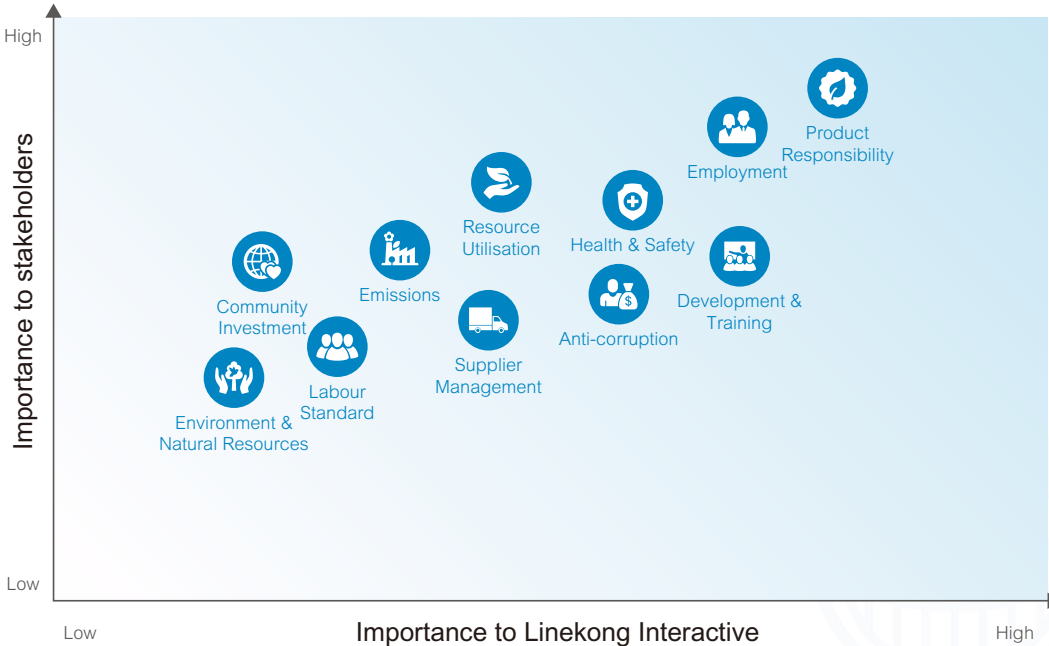 High
Importance to stakeholders
Product
Responsibility
Employment
Resource
Utilisation
Health & Safety
Community
Investment
Emissions
Development &
Training
Anti-corruption
Supplier
Management
Labour
Standard
Environment &
Natural Resources
$
Low
Low
Importance to Linekong Interactive
High